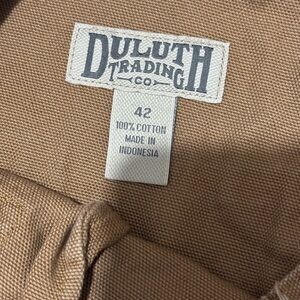 DULUTH
TRADING
CO
42
100% COTTON
MADE IN
INDONESIA